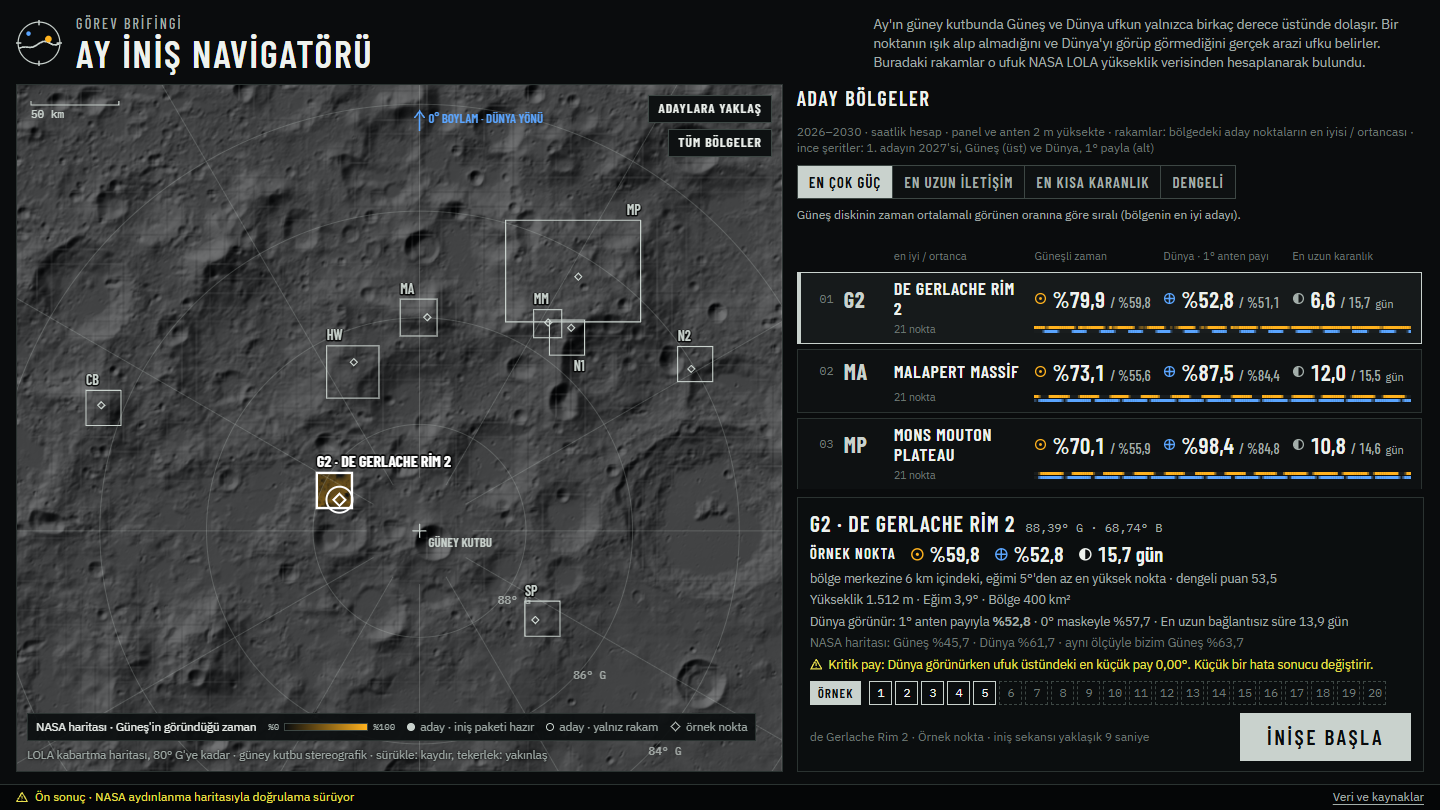 GÖREV BRİFİNGİ
AY İNİŞ NAVİGATÖRÜ
Ay'ın güney kutbunda Güneş ve Dünya ufkun yalnızca birkaç derece üstünde dolaşır. Bir
noktanın ışık alıp almadığını ve Dünya'yı görüp görmediğini gerçek arazi ufku belirler.
Buradaki rakamlar o ufuk NASA LOLA yükseklik verisinden hesaplanarak bulundu.
50 km
0° BOYLAM · DÜNYA YÖNÜ
ADAYLARA YAKLAŞ
TÜM BÖLGELER
MP
MA
MM
HW
N1
N2
CB
G2 · DE GERLACHE RİM 2
GÜNEY KUTBU
SP
88°
86° G
84° G
NASA haritası · Güneş'in göründüğü zaman %0 %100 aday · iniş paketi hazır aday · yalnız rakam örnek nokta
LOLA kabartma haritası, 80° G'ye kadar · güney kutbu stereografik · sürükle: kaydır, tekerlek: yakınlaş
ADAY BÖLGELER
2026–2030 · saatlik hesap · panel ve anten 2 m yüksekte · rakamlar: bölgedeki aday noktaların en iyisi / ortancası ·
ince şeritler: 1. adayın 2027'si, Güneş (üst) ve Dünya, 1° payla (alt)
EN ÇOK GÜÇ EN UZUN İLETİŞİM EN KISA KARANLIK DENGELİ
Güneş diskinin zaman ortalamalı görünen oranına göre sıralı (bölgenin en iyi adayı).
en iyi / ortanca Güneşli zaman Dünya · 1° anten payı En uzun karanlık
01 G2 DE GERLACHE RİM 2 %79,9 / %59,8 %52,8 / %51,1 6,6 / 15,7 gün
21 nokta
02 MA MALAPERT MASSİF %73,1 / %55,6 %87,5 / %84,4 12,0 / 15,5 gün
21 nokta
03 MP MONS MOUTON PLATEAU %70,1 / %55,9 %98,4 / %84,8 10,8 / 14,6 gün
21 nokta
G2 · DE GERLACHE RİM 2 88,39° G · 68,74° B
ÖRNEK NOKTA %59,8 %52,8 15,7 gün
bölge merkezine 6 km içindeki, eğimi 5°'den az en yüksek nokta · dengeli puan 53,5
Yükseklik 1.512 m · Eğim 3,9° · Bölge 400 km²
Dünya görünür: 1° anten payıyla %52,8 · 0° maskeyle %57,7 · En uzun bağlantısız süre 13,9 gün
NASA haritası: Güneş %45,7 · Dünya %61,7 · aynı ölçüyle bizim Güneş %63,7
Kritik pay: Dünya görünürken ufuk üstündeki en küçük pay 0,00°. Küçük bir hata sonucu değiştirir.
ÖRNEK 1 2 3 4 5 6 7 8 9 10 11 12 13 14 15 16 17 18 19 20
de Gerlache Rim 2 · Örnek nokta · iniş sekansı yaklaşık 9 saniye
İNİŞE BAŞLA
Ön sonuç · NASA aydınlanma haritasıyla doğrulama sürüyor
Veri ve kaynaklar